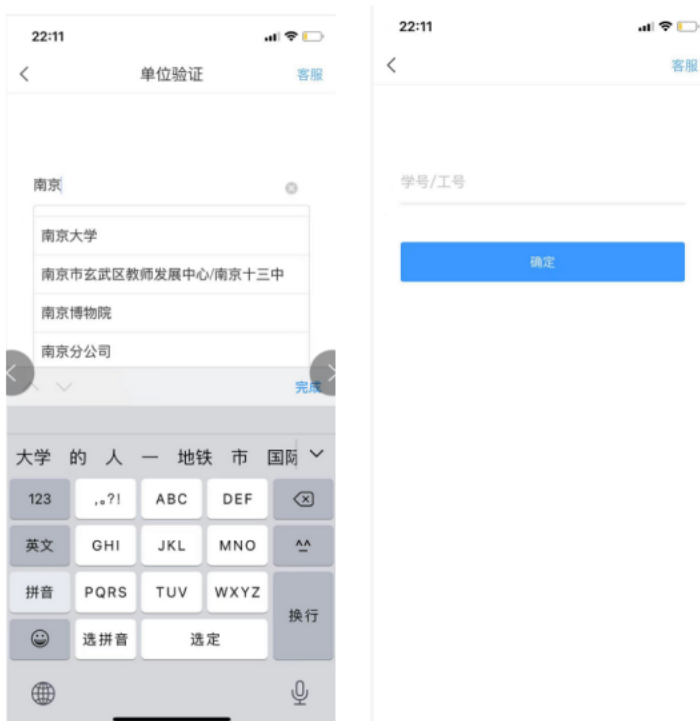 22:11
单位验证
客服
南京
南京大学
南京市玄武区教师发展中心/南京十三中
南京博物院
南京分公司
完成
大学 的 人 一 地铁 市 国际
123 ,。?! ABC DEF
英文 GHI JKL MNO ^^
拼音 PQRS TUV WXYZ
换行
选拼音 选定
22:11
客服
学号/工号
确定